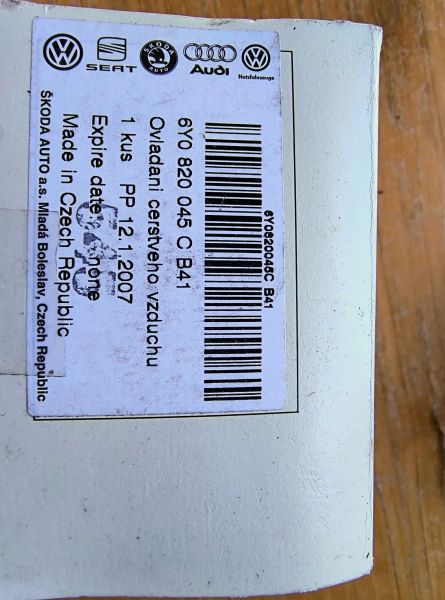 SEAT
ŠKODA
AUTO
Audi
Nutzfahrzeuge
6Y0820045C B41
6Y0 820 045 C B41
Ovladani cerstveho vzduchu
1 kus PP 12.1.2007
Expire date none
Made in Czech Republic
ŠKODA AUTO a.s. Mladá Boleslav, Czech Republic